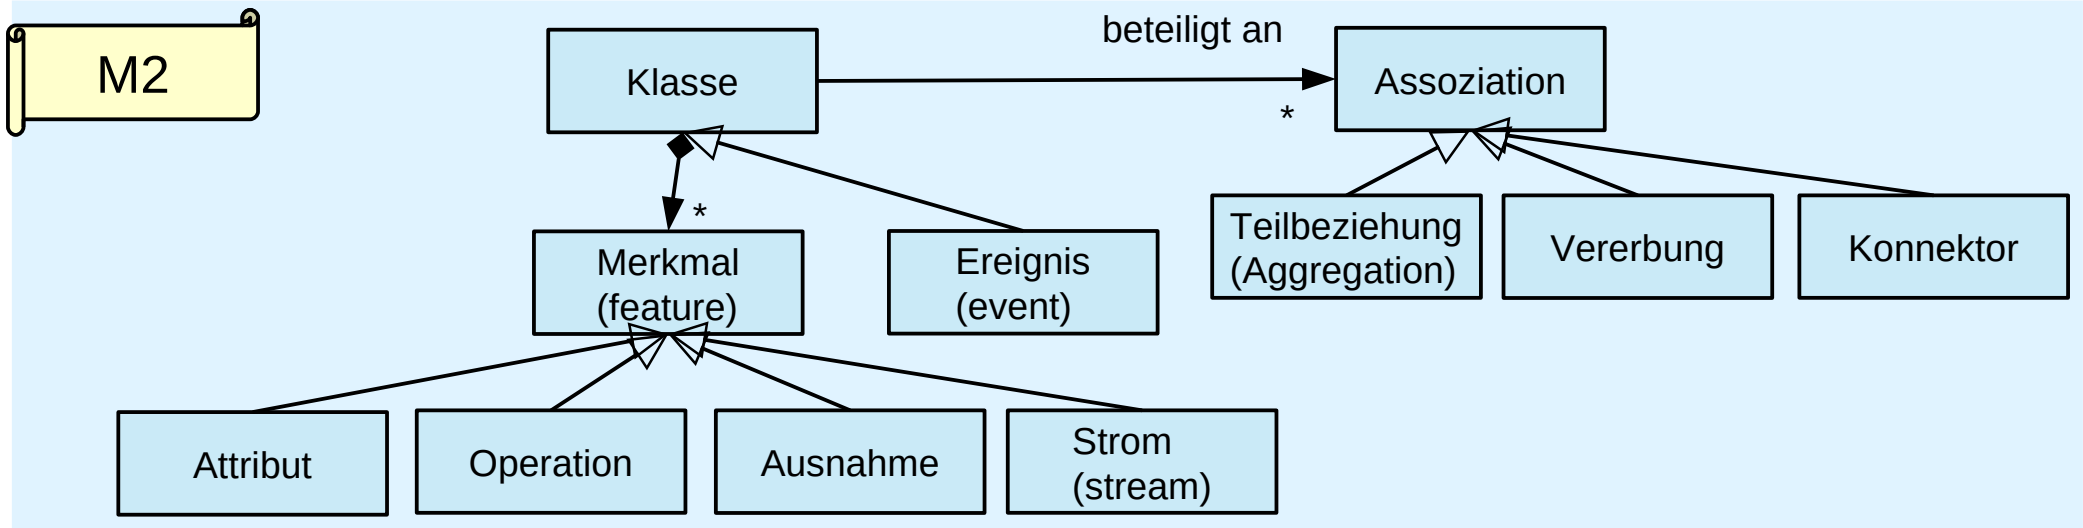 M2
Klasse
beteiligt an
*
Assoziation
*
Merkmal
(feature)
Ereignis
(event)
Teilbeziehung
(Aggregation)
Vererbung
Konnektor
Attribut
Operation
Ausnahme
Strom
(stream)